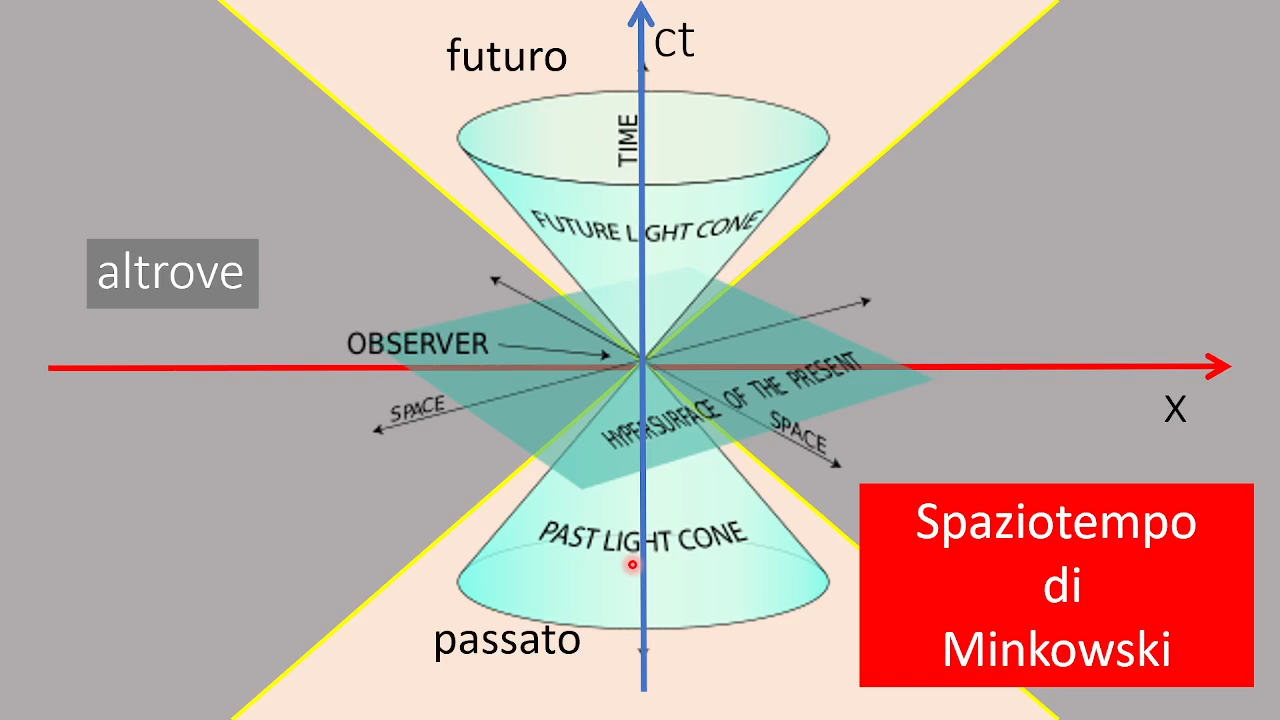 futuro
ct
TIME
FUTURE LIGHT CONE
altrove
OBSERVER
SPACE
HYPERSURFACE OF THE PRESENT
SPACE
x
PAST LIGHT CONE
passato
Spaziotempo
di
Minkowski